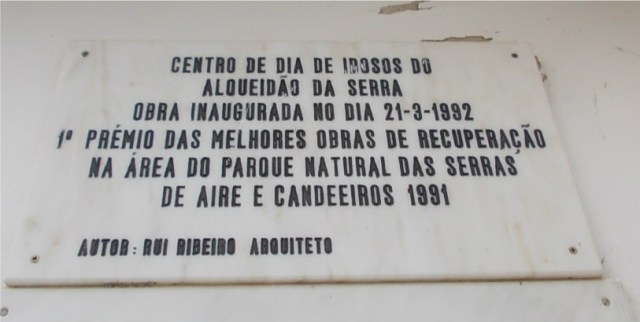 CENTRO DE DIA DE IDOSOS DO
ALQUEIDÃO DA SERRA
OBRA INAUGURADA NO DIA 21-3-1992
1º PRÉMIO DAS MELHORES OBRAS DE RECUPERAÇÃO
NA ÁREA DO PARQUE NATURAL DAS SERRAS
DE AIRE E CANDEEIROS 1991
AUTOR: RUI RIBEIRO ARQUITETO